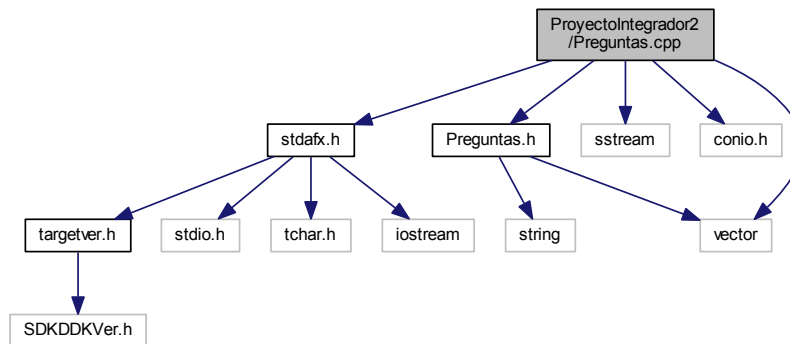 ProyectoIntegrador2
/Preguntas.cpp
stdafx.h
Preguntas.h
sstream
conio.h
targetver.h
stdio.h
tchar.h
iostream
string
vector
SDKDDKVer.h